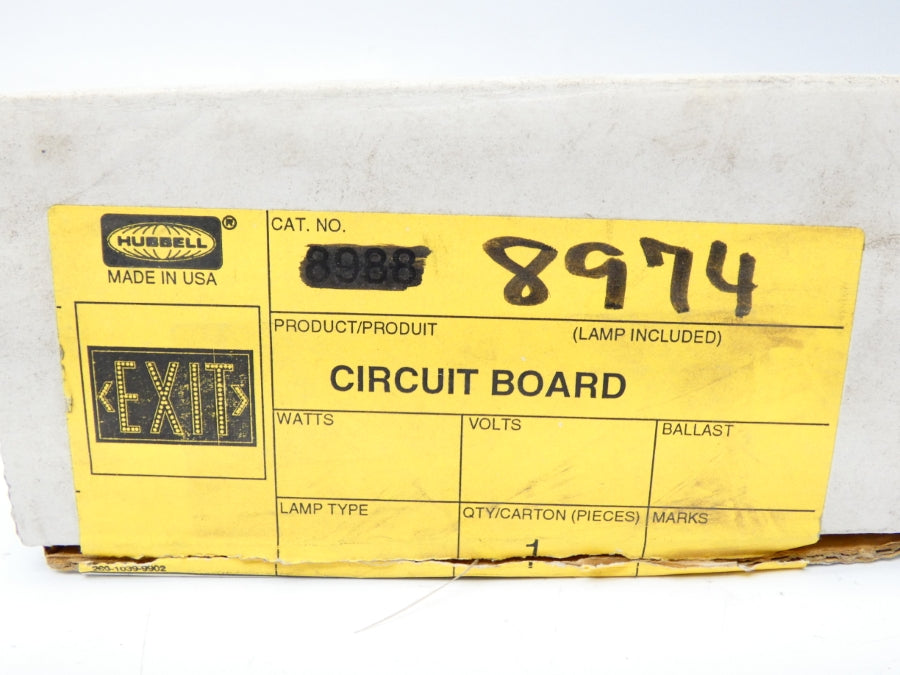 HUBBELL®
MADE IN USA
CAT. NO.
8988 8974
PRODUCT/PRODUIT (LAMP INCLUDED)
EXIT
CIRCUIT BOARD
WATTS VOLTS BALLAST
LAMP TYPE QTY/CARTON (PIECES) MARKS
1
260-1039-9902